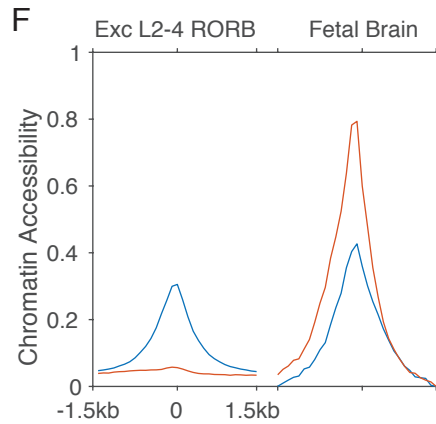 F
Exc L2-4 RORB
Fetal Brain
Chromatin Accessibility
1
0.8
0.6
0.4
0.2
0
-1.5kb
0
1.5kb